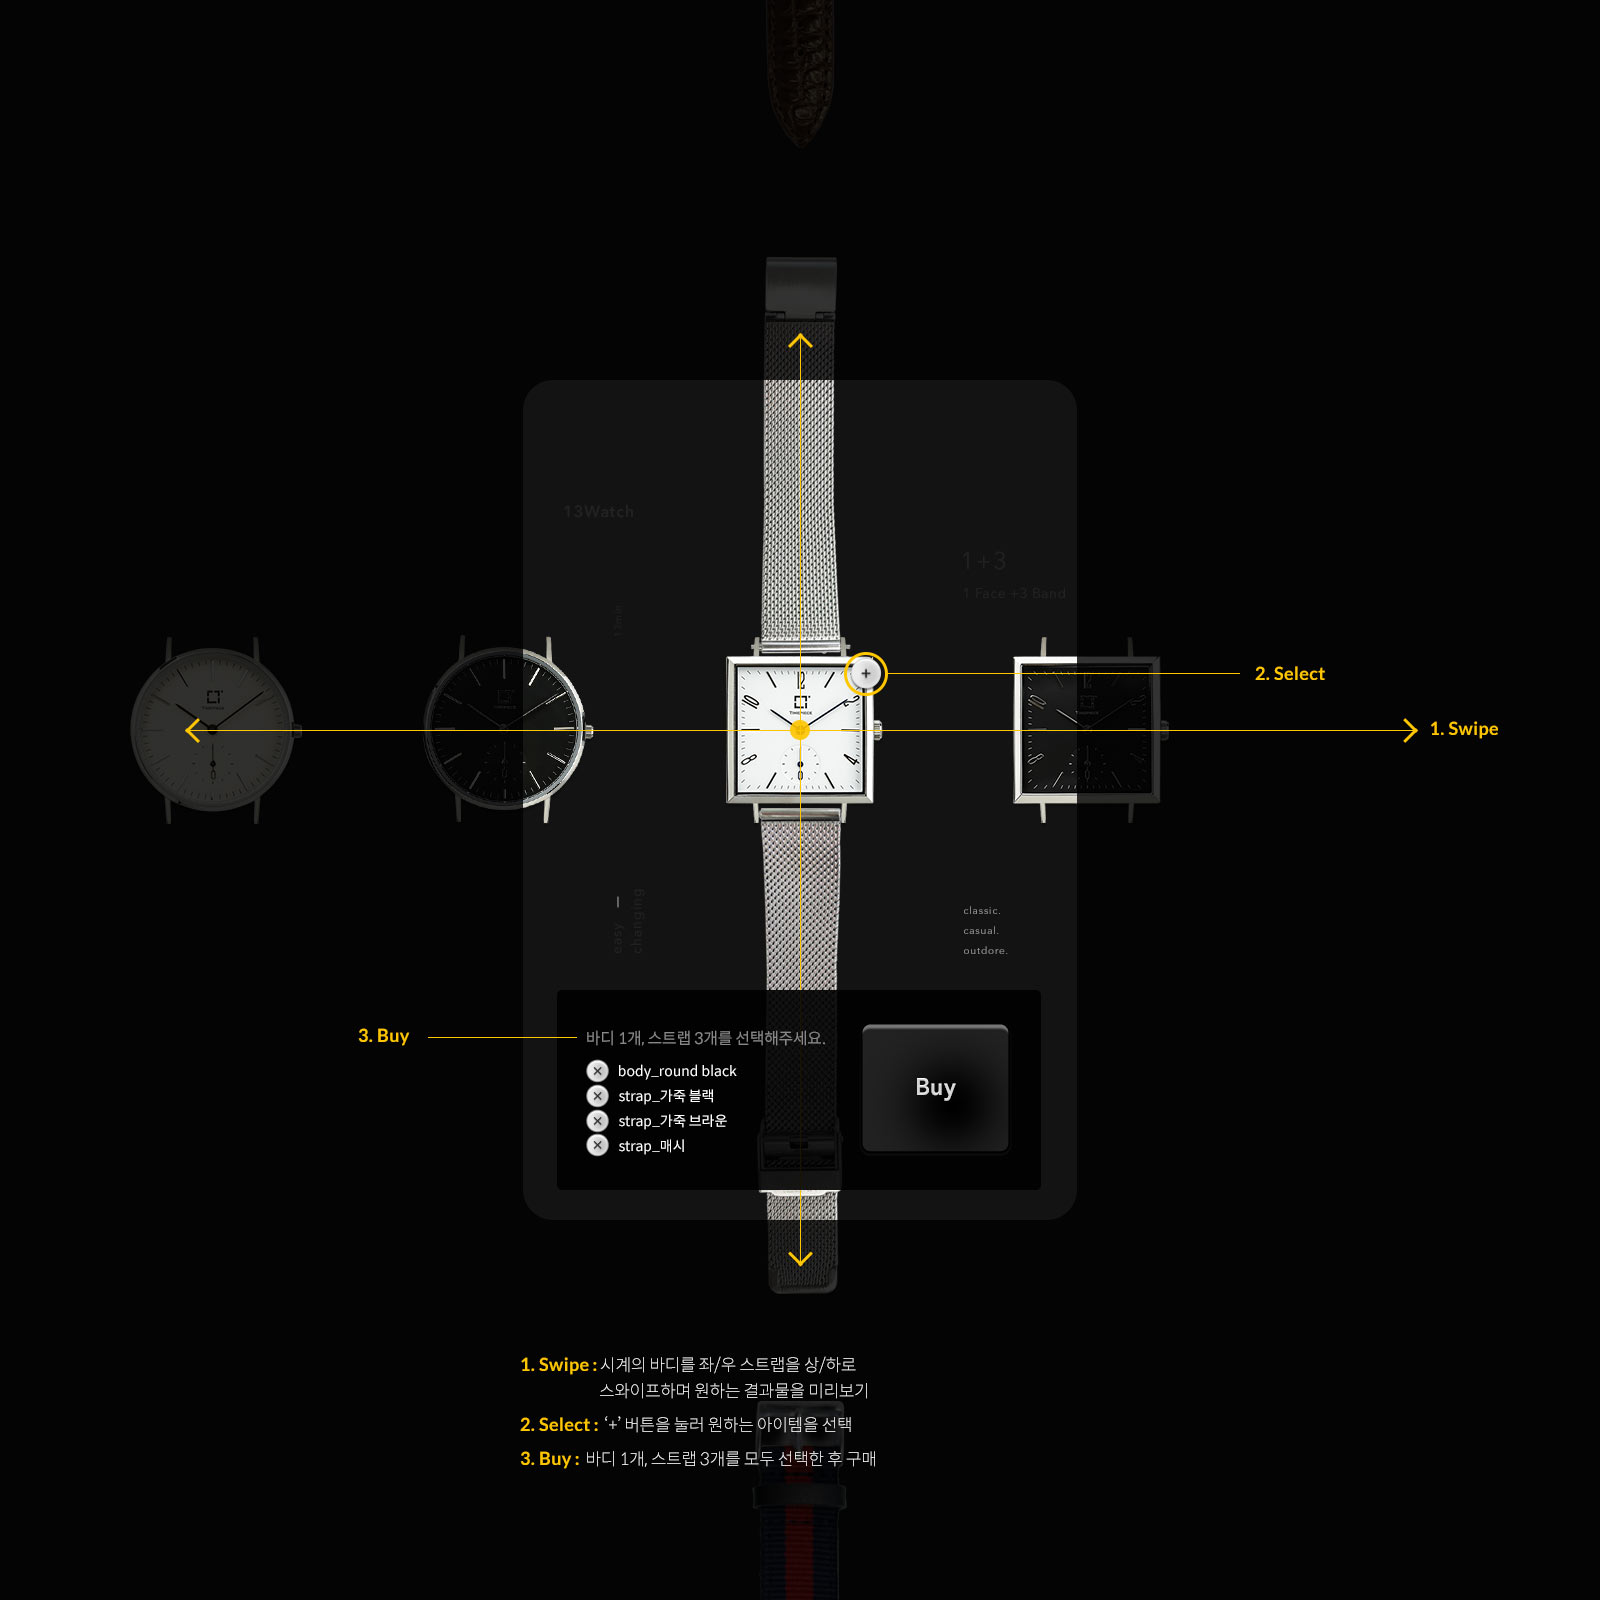 13Watch
1+3
1 Face +3 Band
13min
2. Select
1. Swipe
easy
changing
classic.
casual.
outdore.
3. Buy
바디 1개, 스트랩 3개를 선택해주세요.
body_round black
strap_가죽 블랙
strap_가죽 브라운
strap_매시
Buy
1. Swipe : 시계의 바디를 좌/우 스트랩을 상/하로
스와이프하며 원하는 결과물을 미리보기
2. Select : ‘+’ 버튼을 눌러 원하는 아이템을 선택
3. Buy : 바디 1개, 스트랩 3개를 모두 선택한 후 구매